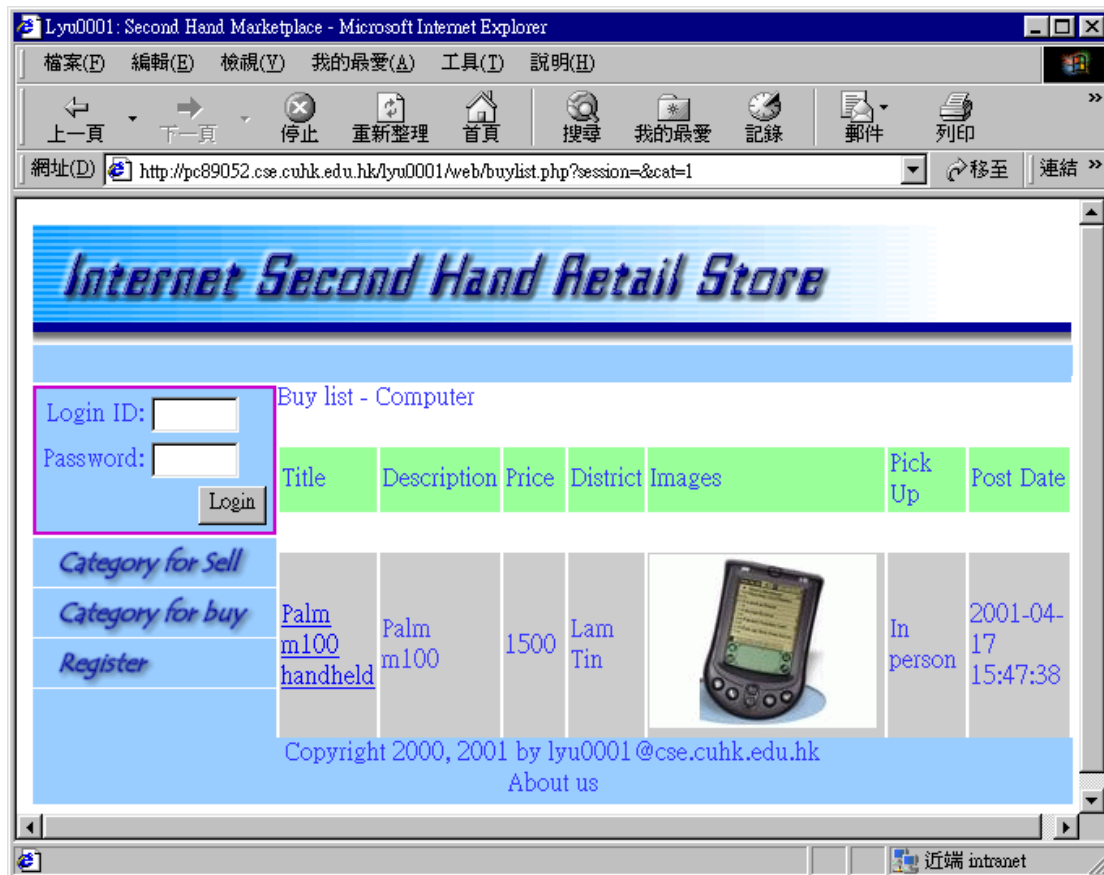 Lyu0001: Second Hand Marketplace - Microsoft Internet Explorer
檔案(F) 編輯(E) 檢視(V) 我的最愛(A) 工具(T) 說明(H)
上一頁 下一頁 停止 重新整理 首頁 搜尋 我的最愛 記錄 郵件 列印 »
網址(D) http://pc89052.cse.cuhk.edu.hk/lyu0001/web/buylist.php?session=&cat=1 移至 連結 »
Internet Second Hand Retail Store
Login ID:
Password:
Login
Category for Sell
Category for buy
Register
Buy list - Computer
Title Description Price District Images Pick Up Post Date
Palm
m100
handheld
Palm
m100
1500
Lam
Tin
In
person
2001-04-
17
15:47:38
Copyright 2000, 2001 by lyu0001@cse.cuhk.edu.hk
About us
近端 intranet